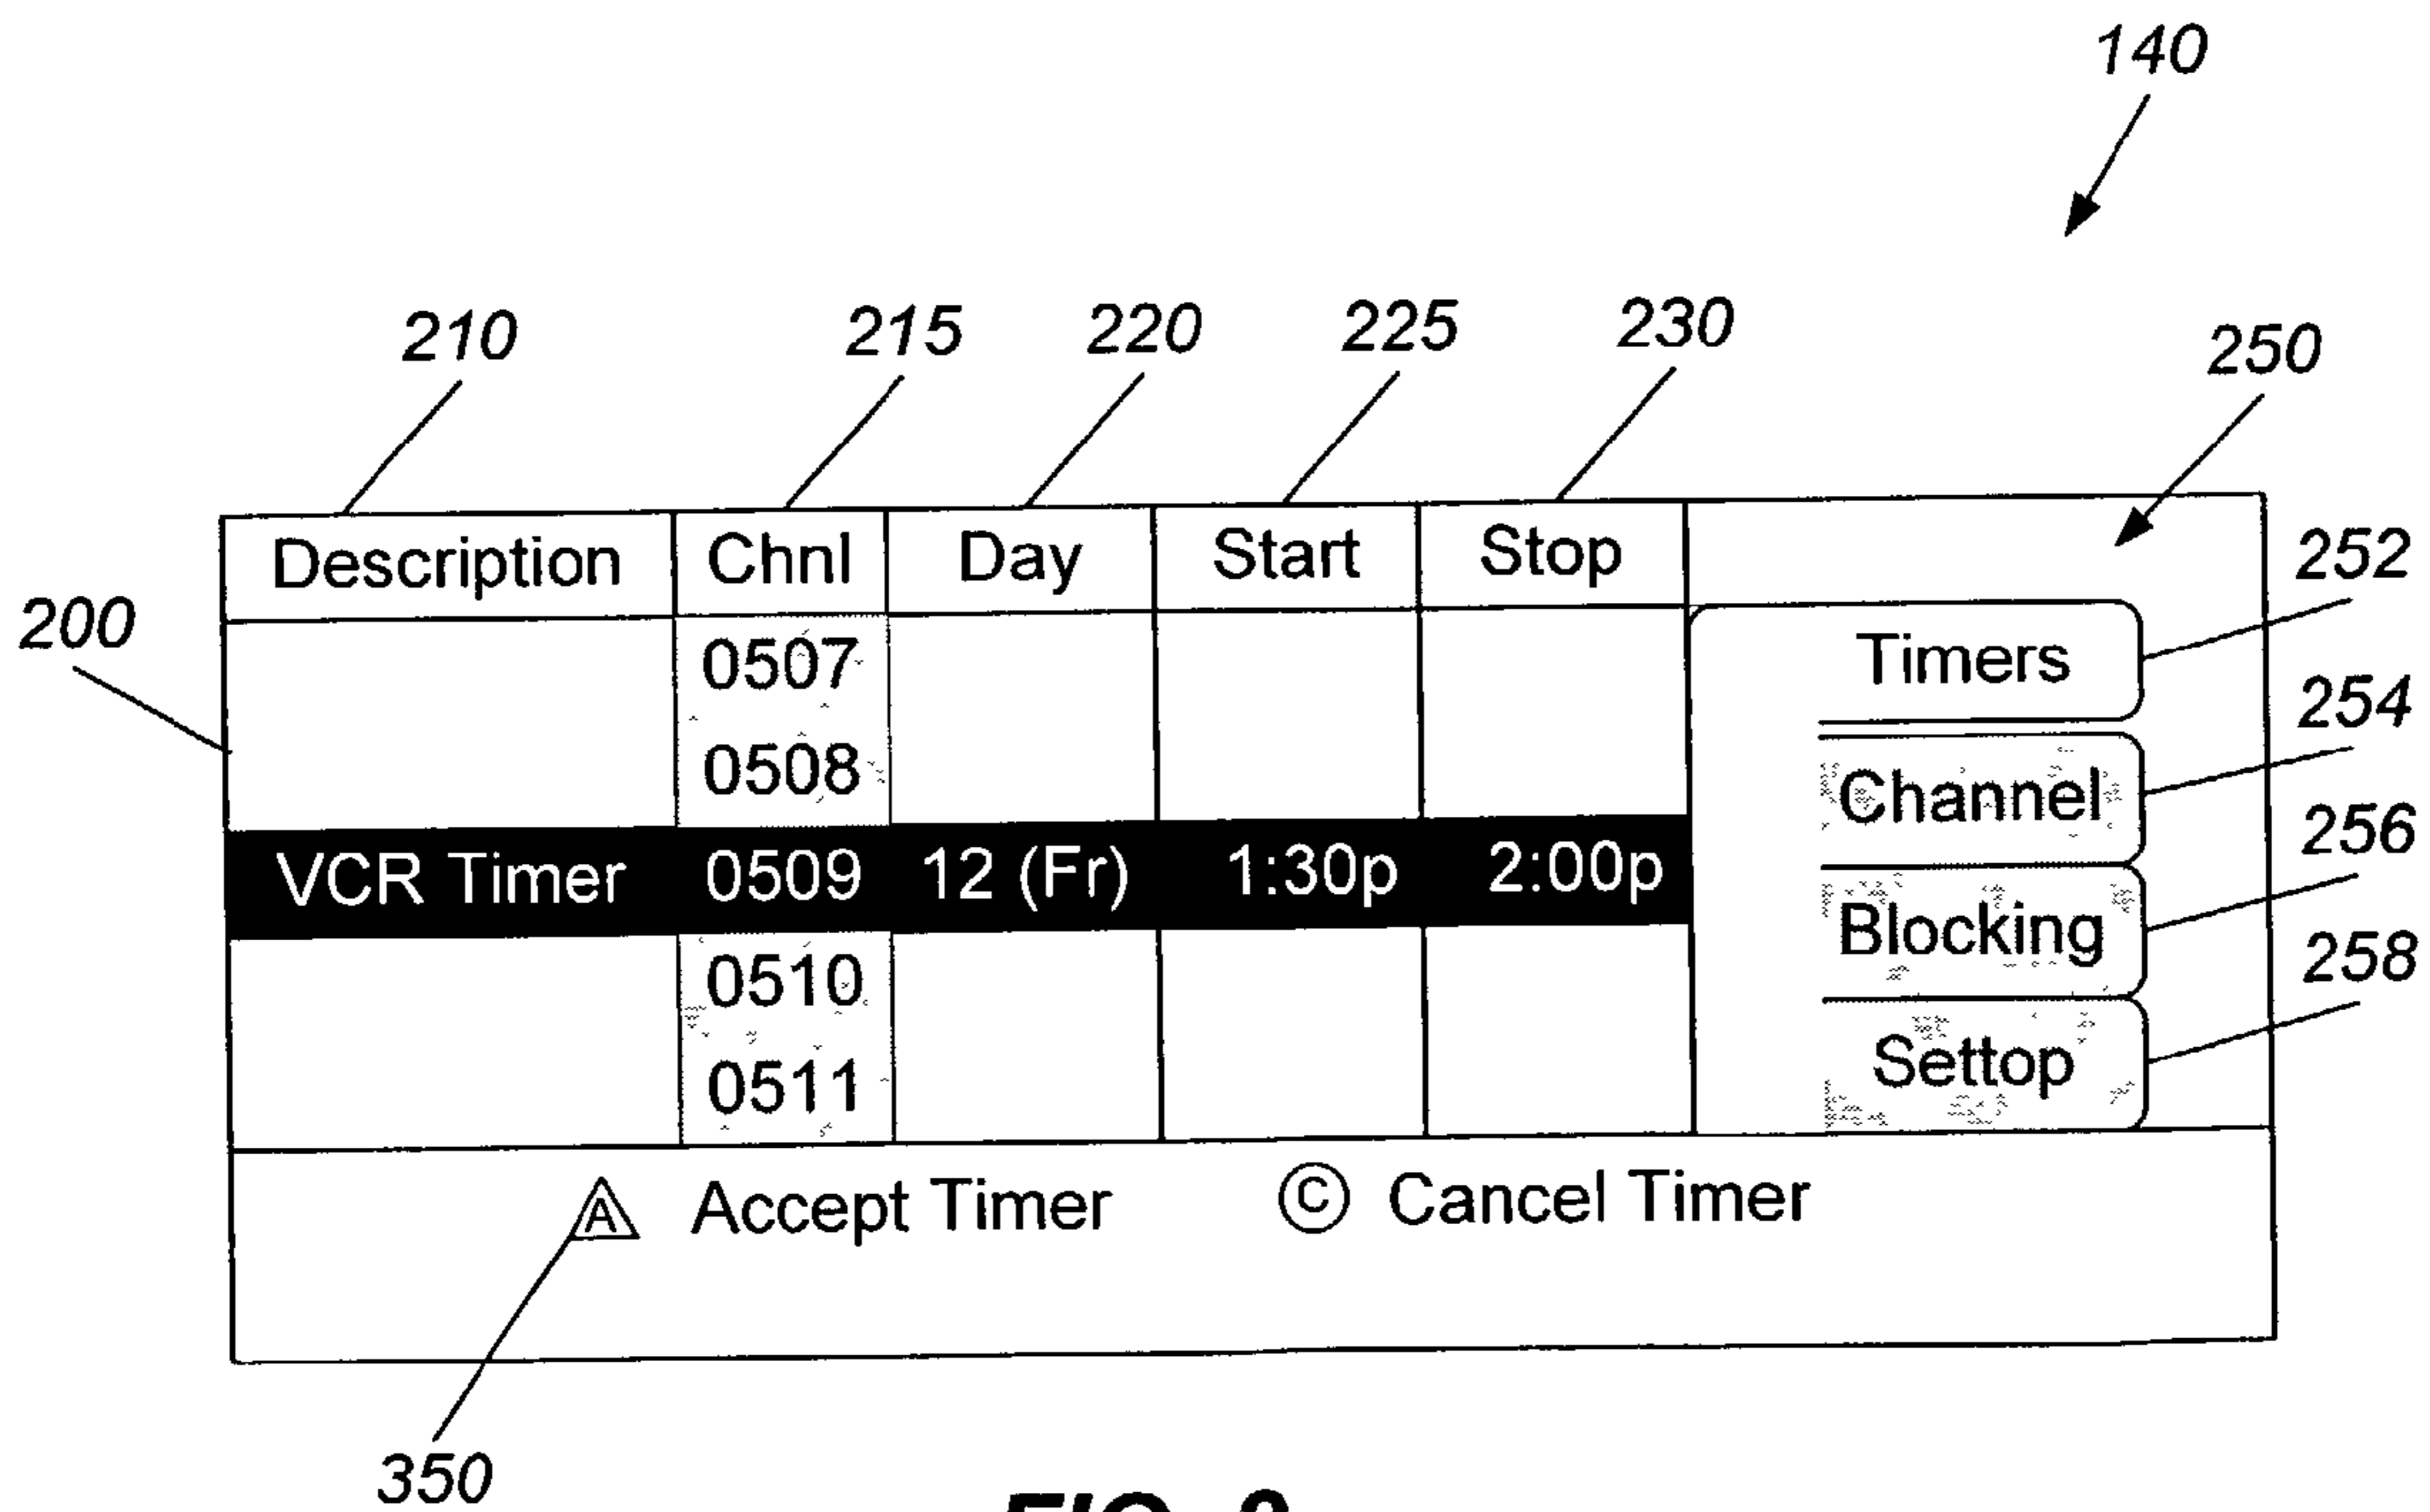 140
210 215 220 225 230 250
Description Chnl Day Start Stop
252
200
0507
Timers
254
0508
Channel
256
VCR Timer 0509 12 (Fr) 1:30p 2:00p
Blocking
258
0510
Settop
0511
A Accept Timer C Cancel Timer
350
FIG.